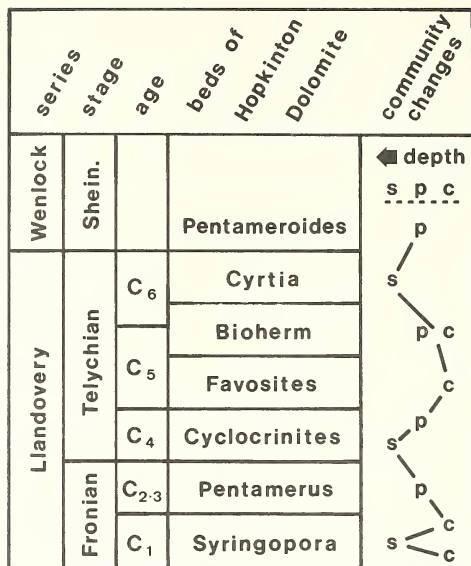 series
stage
age
beds of
Hopkinton
Dolomite
community
changes
depth
s p c
Wenlock
Shein.
Pentameroides
p
Llandovery
Telychian
C6
Cyrtia
s
Bioherm
p c
C5
Favosites
c
C4
Cyclocrinites
p
s
Fronian
C2-3
Pentamerus
p
c
C1
Syringopora
s
c